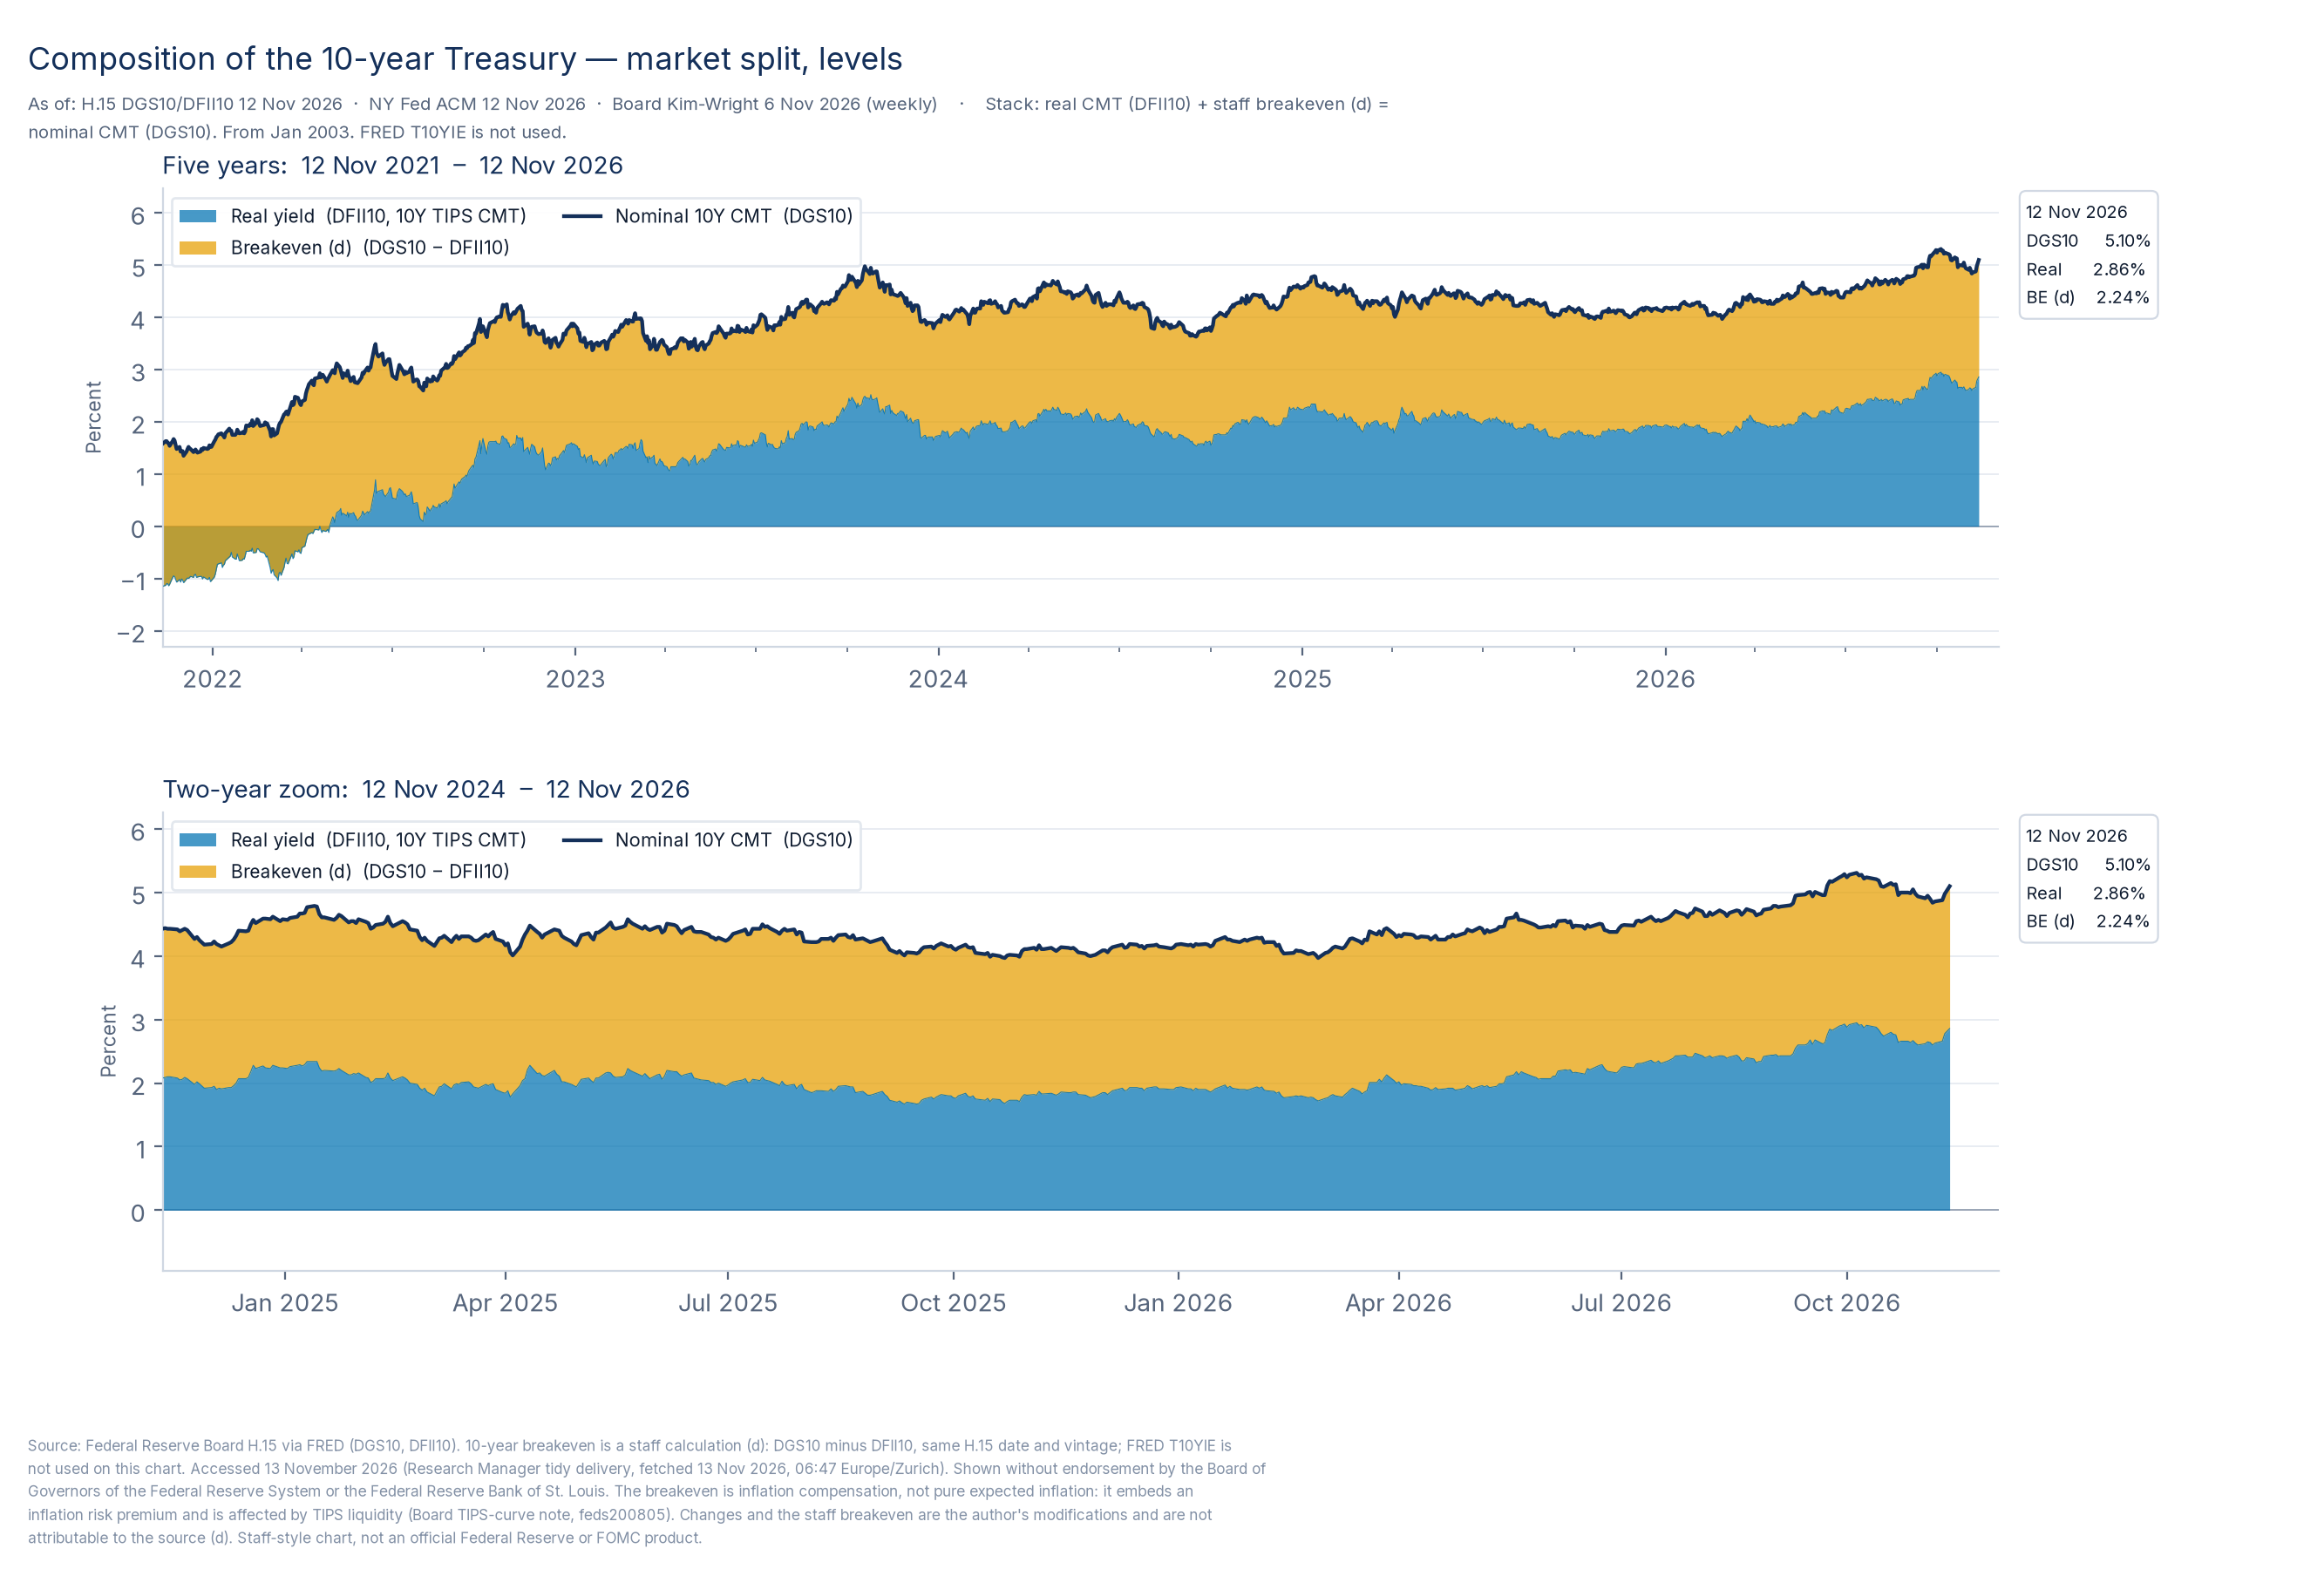 Composition of the 10-year Treasury — market split, levels
As of: H.15 DGS10/DFII10 12 Nov 2026 · NY Fed ACM 12 Nov 2026 · Board Kim-Wright 6 Nov 2026 (weekly) · Stack: real CMT (DFII10) + staff breakeven (d) =
nominal CMT (DGS10). From Jan 2003. FRED T10YIE is not used.
Five years: 12 Nov 2021 – 12 Nov 2026
Real yield (DFII10, 10Y TIPS CMT)
Nominal 10Y CMT (DGS10)
Breakeven (d) (DGS10 − DFII10)
12 Nov 2026
DGS10 5.10%
Real 2.86%
BE (d) 2.24%
Percent
6
5
4
3
2
1
0
−1
−2
2022 2023 2024 2025 2026
Two-year zoom: 12 Nov 2024 – 12 Nov 2026
Real yield (DFII10, 10Y TIPS CMT)
Nominal 10Y CMT (DGS10)
Breakeven (d) (DGS10 − DFII10)
12 Nov 2026
DGS10 5.10%
Real 2.86%
BE (d) 2.24%
Percent
6
5
4
3
2
1
0
Jan 2025 Apr 2025 Jul 2025 Oct 2025 Jan 2026 Apr 2026 Jul 2026 Oct 2026
Source: Federal Reserve Board H.15 via FRED (DGS10, DFII10). 10-year breakeven is a staff calculation (d): DGS10 minus DFII10, same H.15 date and vintage; FRED T10YIE is
not used on this chart. Accessed 13 November 2026 (Research Manager tidy delivery, fetched 13 Nov 2026, 06:47 Europe/Zurich). Shown without endorsement by the Board of
Governors of the Federal Reserve System or the Federal Reserve Bank of St. Louis. The breakeven is inflation compensation, not pure expected inflation: it embeds an
inflation risk premium and is affected by TIPS liquidity (Board TIPS-curve note, feds200805). Changes and the staff breakeven are the author's modifications and are not
attributable to the source (d). Staff-style chart, not an official Federal Reserve or FOMC product.